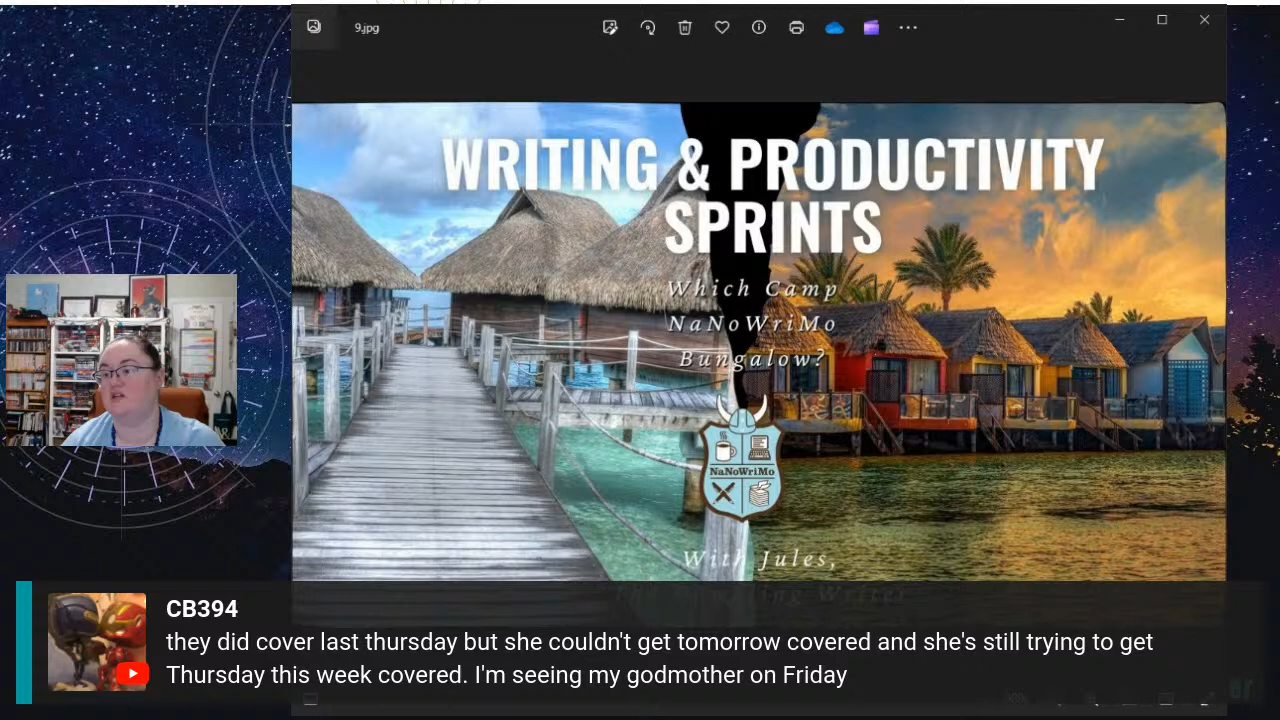 9.jpg
WRITING & PRODUCTIVITY
SPRINTS
Which Camp
NaNoWriMo
Bungalow?
NaNoWriMo
With Jules,
CB394
they did cover last thursday but she couldn't get tomorrow covered and she's still trying to get
Thursday this week covered. I'm seeing my godmother on Friday